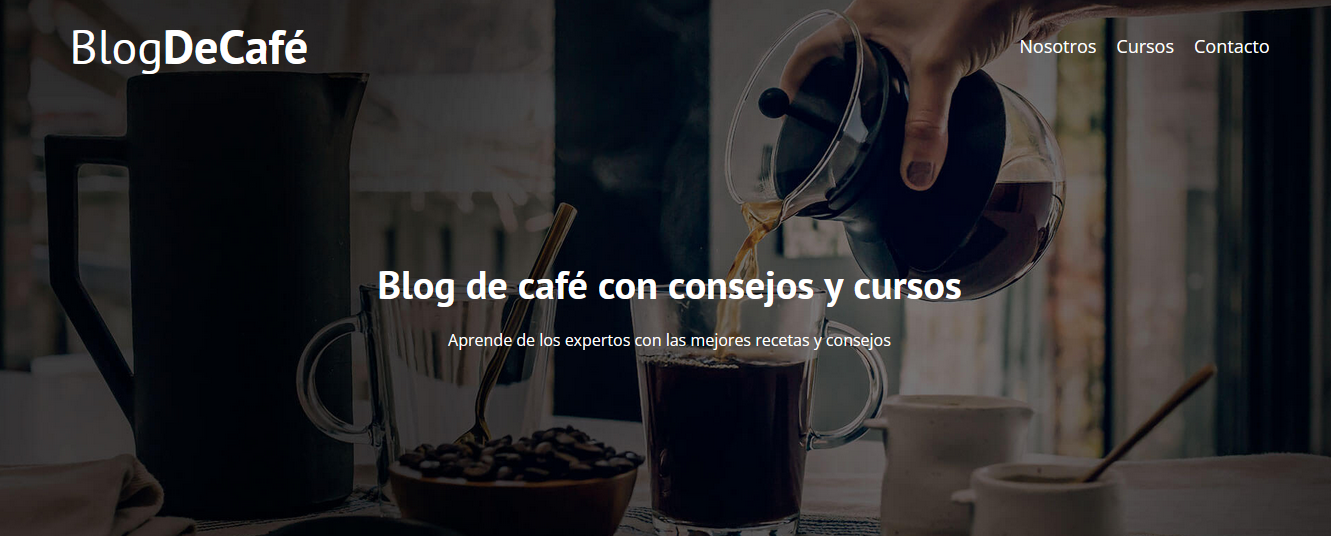 BlogDeCafé
Nosotros Cursos Contacto
Blog de café con consejos y cursos
Aprende de los expertos con las mejores recetas y consejos